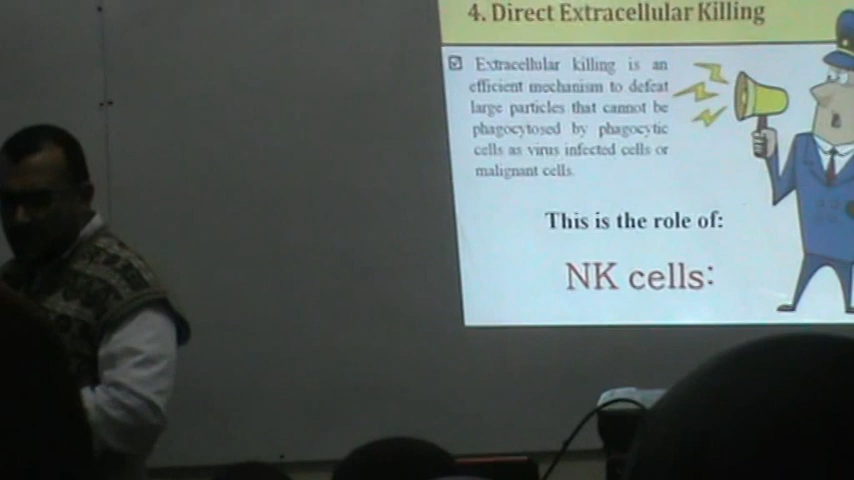 4. Direct Extracellular Killing
Extracellular killing is an
efficient mechanism to defeat
large particles that cannot be
phagocytosed by phagocytic
cells as virus infected cells or
malignant cells.
This is the role of:
NK cells: